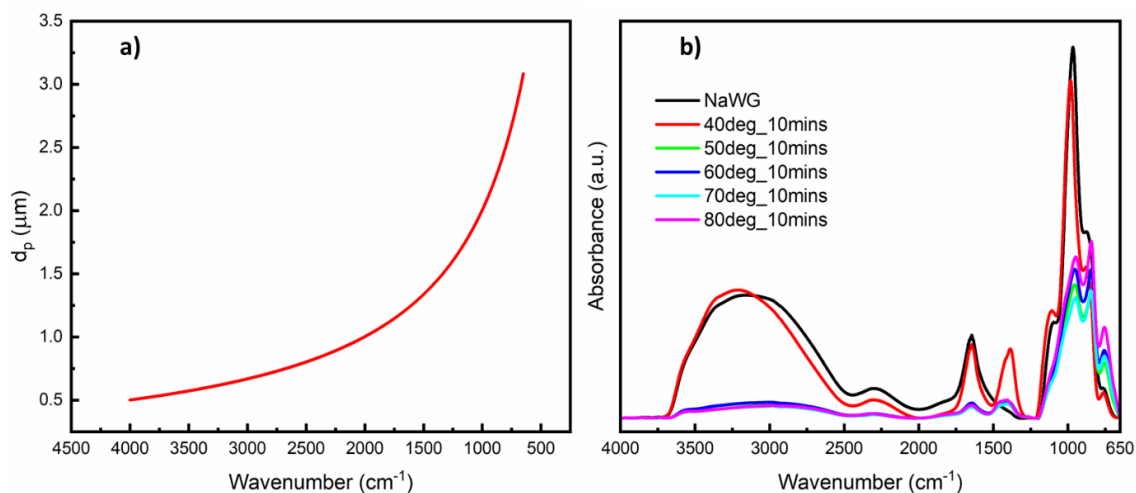 a)
3.5
3.0
2.5
2.0
1.5
1.0
0.5
d_p (μm)
4500 4000 3500 3000 2500 2000 1500 1000 500
Wavenumber (cm⁻¹)
b)
NaWG
40deg_10mins
50deg_10mins
60deg_10mins
70deg_10mins
80deg_10mins
Absorbance (a.u.)
4000 3500 3000 2500 2000 1500 1000 650
Wavenumber (cm⁻¹)